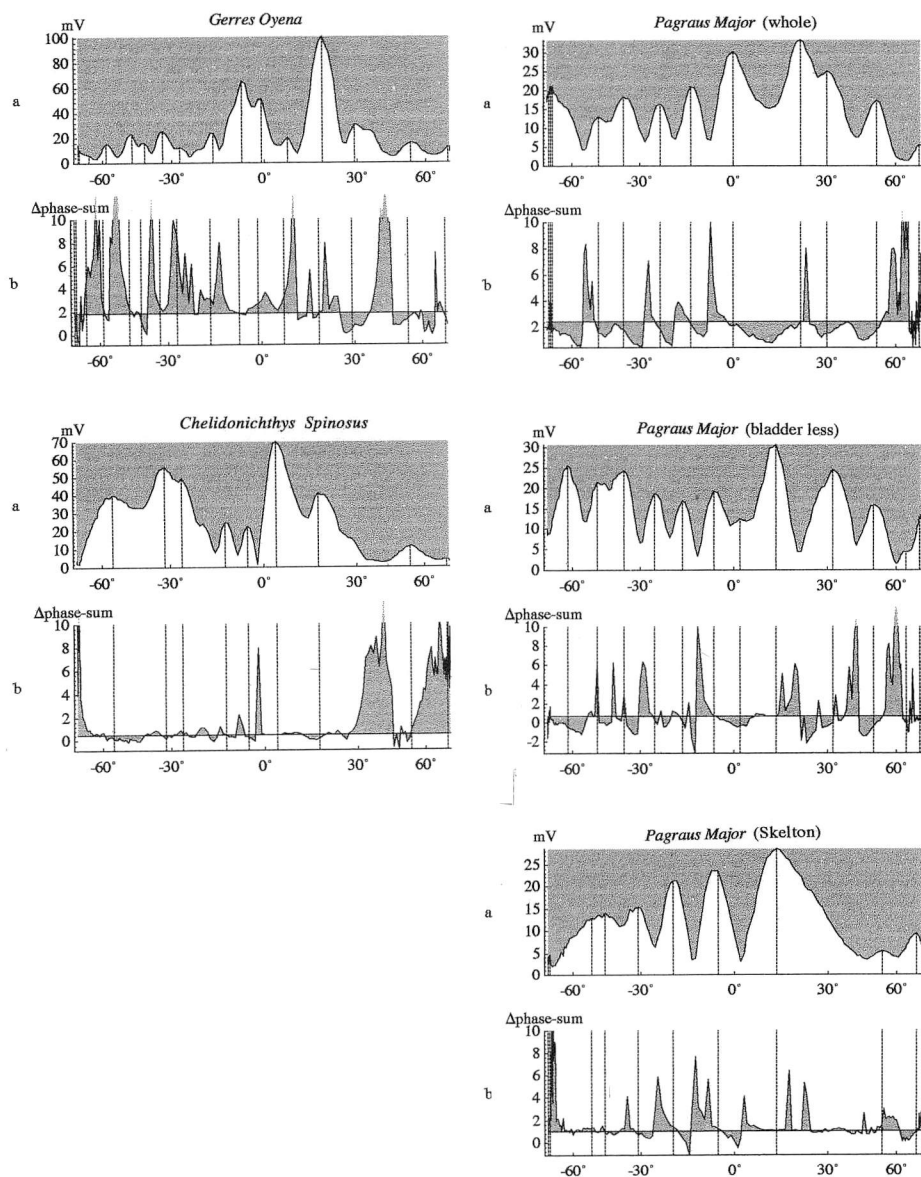 Gerres Oyena
mV
100
80
60
40
20
0
a
-60° -30° 0° 30° 60°
Δphase-sum
10
8
6
4
2
0
b
-60° -30° 0° 30° 60°
Pagraus Major (whole)
mV
30
25
20
15
10
5
0
a
-60° -30° 0° 30° 60°
Δphase-sum
10
8
6
4
2
b
-60° -30° 0° 30° 60°
Chelidonichthys Spinosus
mV
70
60
50
40
30
20
10
0
a
-60° -30° 0° 30° 60°
Δphase-sum
10
8
6
4
2
0
b
-60° -30° 0° 30° 60°
Pagraus Major (bladder less)
mV
30
25
20
15
10
5
0
a
-60° -30° 0° 30° 60°
Δphase-sum
10
8
6
4
2
0
-2
b
-60° -30° 0° 30° 60°
Pagraus Major (Skelton)
mV
25
20
15
10
5
0
a
-60° -30° 0° 30° 60°
Δphase-sum
10
8
6
4
2
0
b
-60° -30° 0° 30° 60°